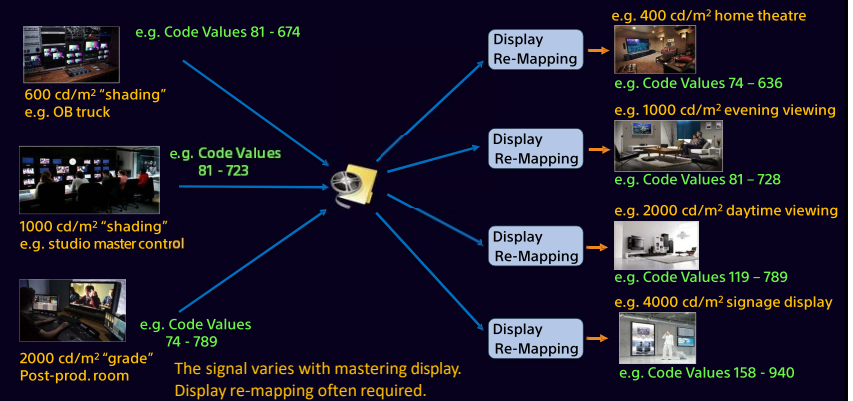 e.g. Code Values 81 - 674
600 cd/m² “shading”
e.g. OB truck
e.g. Code Values
81 - 723
1000 cd/m² “shading”
e.g. studio master control
e.g. Code Values
74 - 789
2000 cd/m² “grade”
Post-prod. room
The signal varies with mastering display.
Display re-mapping often required.
Display
Re-Mapping
e.g. 400 cd/m² home theatre
e.g. Code Values 74 – 636
Display
Re-Mapping
e.g. 1000 cd/m² evening viewing
e.g. Code Values 81 – 728
Display
Re-Mapping
e.g. 2000 cd/m² daytime viewing
e.g. Code Values 119 – 789
Display
Re-Mapping
e.g. 4000 cd/m² signage display
e.g. Code Values 158 - 940